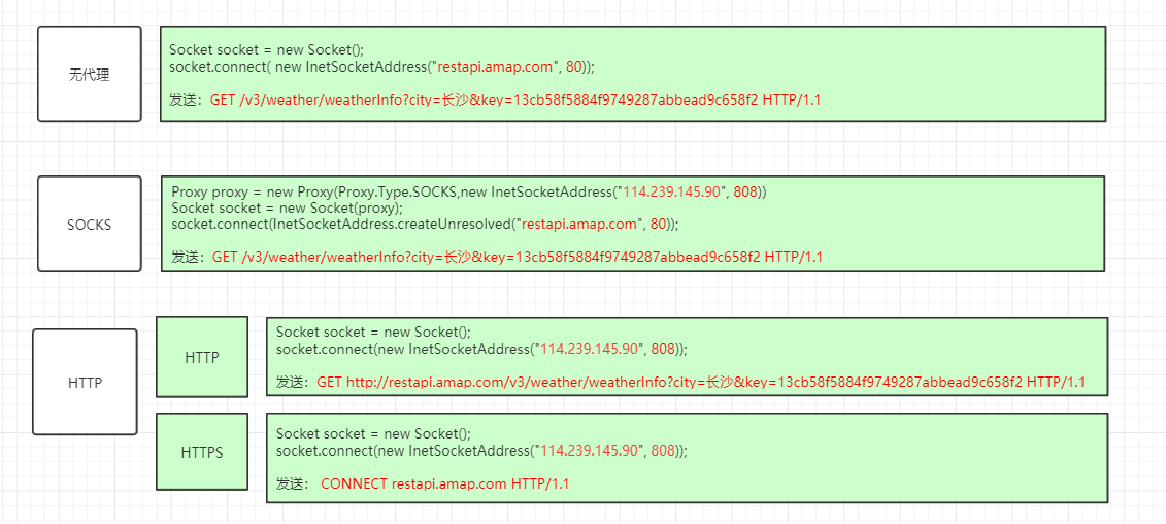 无代理
Socket socket = new Socket();
socket.connect( new InetSocketAddress("restapi.amap.com", 80));
发送：GET /v3/weather/weatherInfo?city=长沙&key=13cb58f5884f9749287abbead9c658f2 HTTP/1.1
SOCKS
Proxy proxy = new Proxy(Proxy.Type.SOCKS,new InetSocketAddress("114.239.145.90", 808))
Socket socket = new Socket(proxy);
socket.connect(InetSocketAddress.createUnresolved("restapi.amap.com", 80));
发送：GET /v3/weather/weatherInfo?city=长沙&key=13cb58f5884f9749287abbead9c658f2 HTTP/1.1
HTTP
HTTP
Socket socket = new Socket();
socket.connect(new InetSocketAddress("114.239.145.90", 808));
发送：GET http://restapi.amap.com/v3/weather/weatherInfo?city=长沙&key=13cb58f5884f9749287abbead9c658f2 HTTP/1.1
HTTPS
Socket socket = new Socket();
socket.connect(new InetSocketAddress("114.239.145.90", 808));
发送： CONNECT restapi.amap.com HTTP/1.1